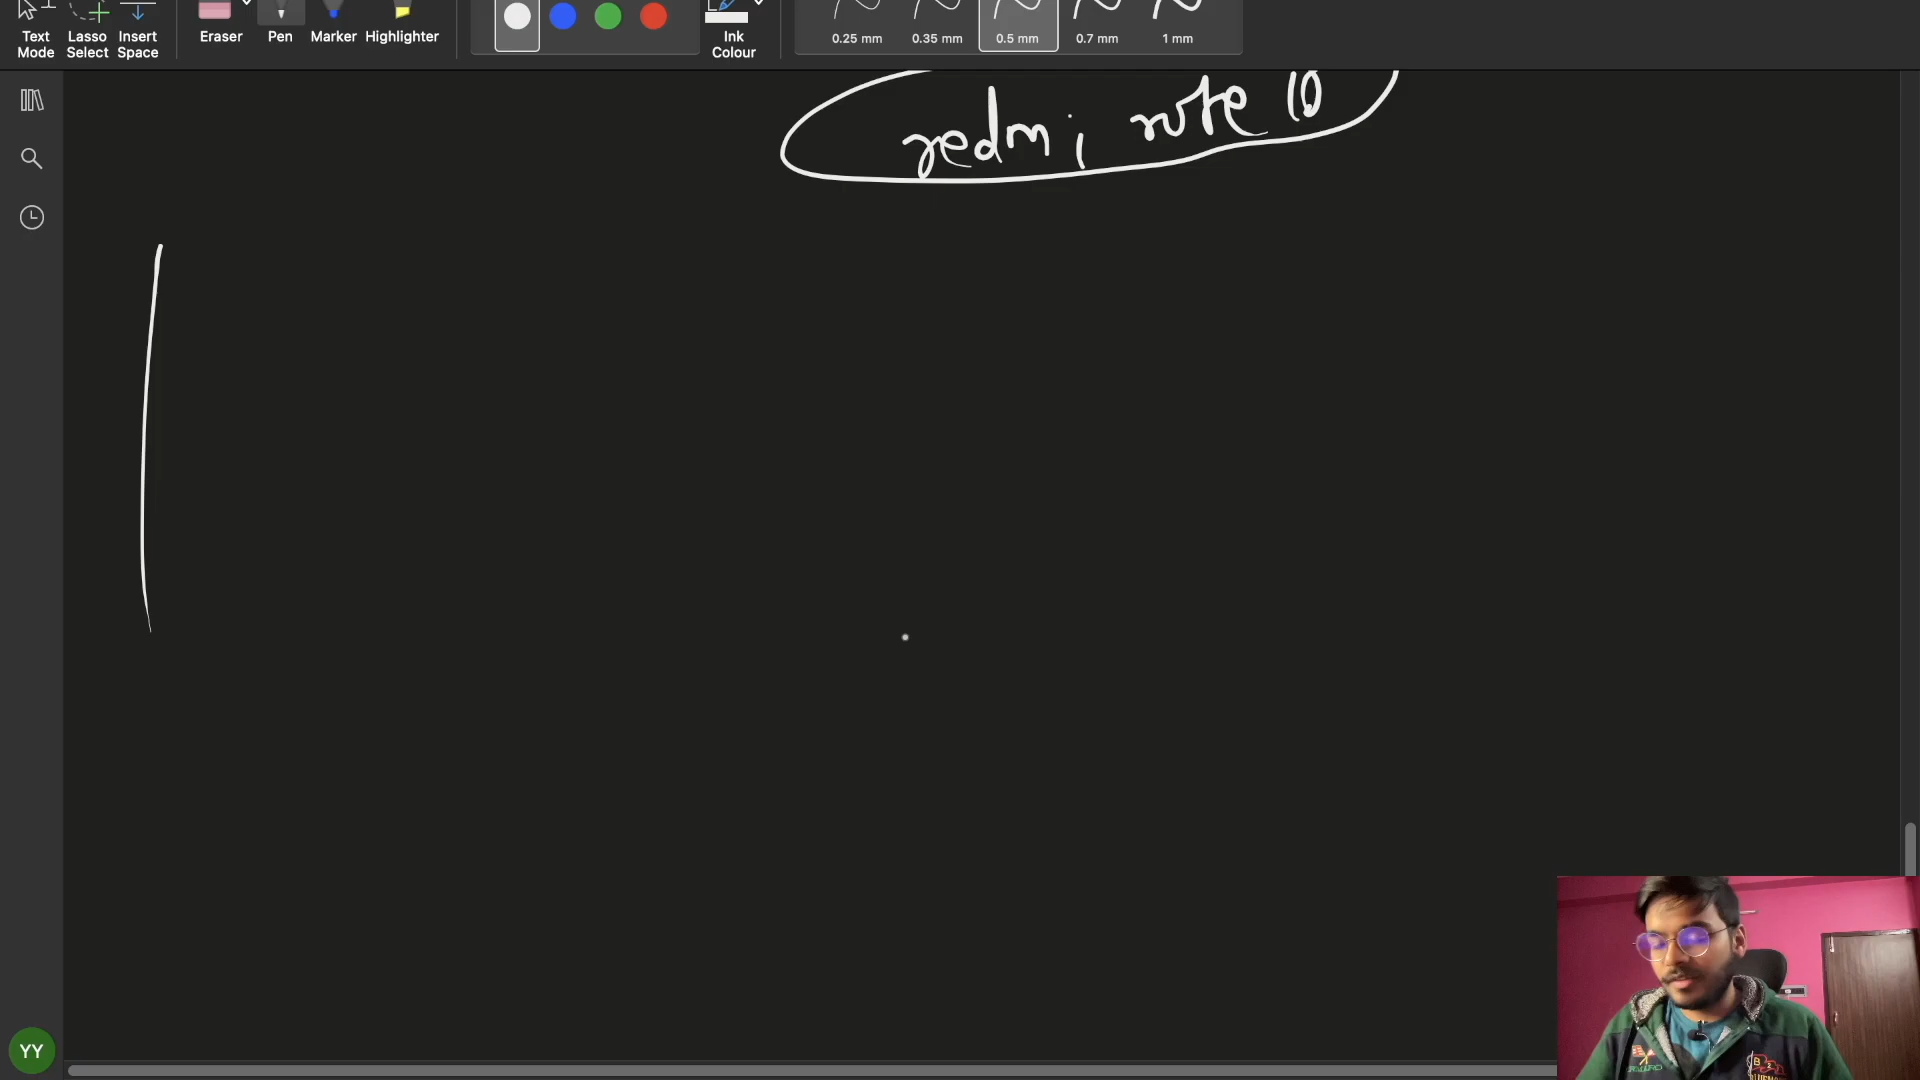 Text Lasso Insert Eraser Pen Marker Highlighter Ink 0.25 mm 0.35 mm 0.5 mm 0.7 mm 1 mm
Mode Select Space Colour
redmi note 10
YY